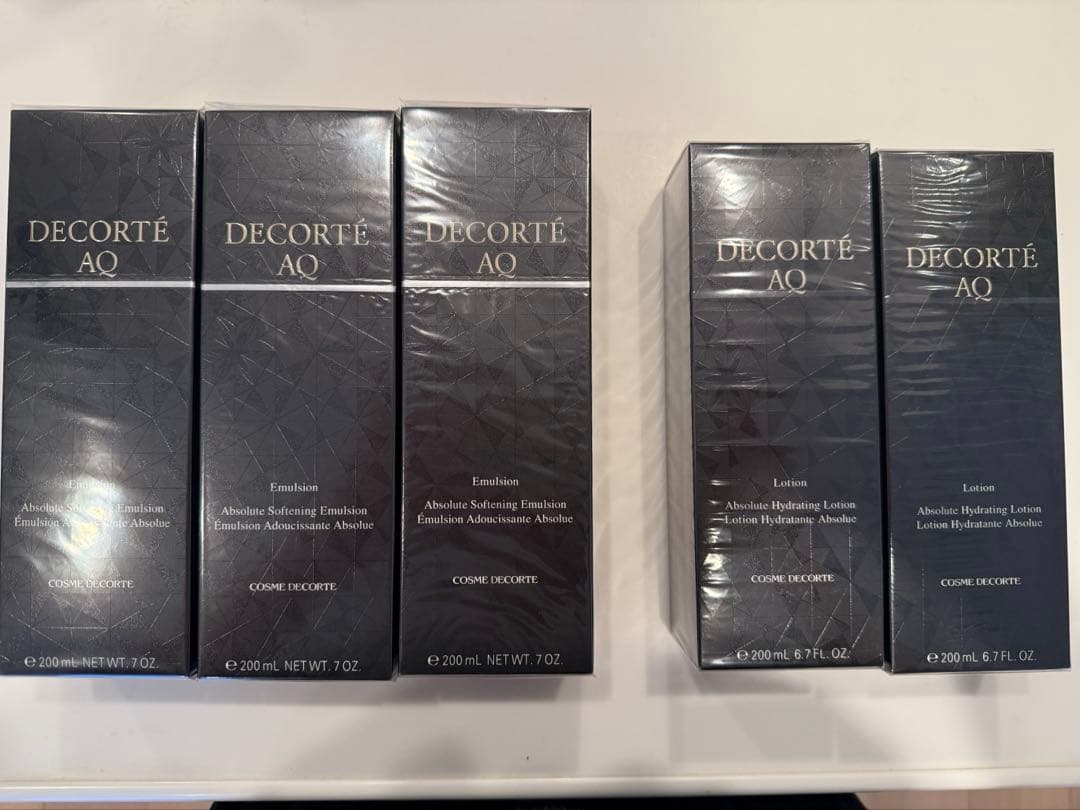 DECORTÉ
AQ
Emulsion
Absolute Softening Emulsion
Émulsion Adoucissante Absolue
COSME DECORTE
℮ 200 mL NET WT. 7 OZ.
DECORTÉ
AQ
Emulsion
Absolute Softening Emulsion
Émulsion Adoucissante Absolue
COSME DECORTE
℮ 200 mL NET WT. 7 OZ.
DECORTÉ
AQ
Emulsion
Absolute Softening Emulsion
Émulsion Adoucissante Absolue
COSME DECORTE
℮ 200 mL NET WT. 7 OZ.
DECORTÉ
AQ
Lotion
Absolute Hydrating Lotion
Lotion Hydratante Absolue
COSME DECORTE
℮ 200 mL 6.7 FL. OZ.
DECORTÉ
AQ
Lotion
Absolute Hydrating Lotion
Lotion Hydratante Absolue
COSME DECORTE
℮ 200 mL 6.7 FL. OZ.